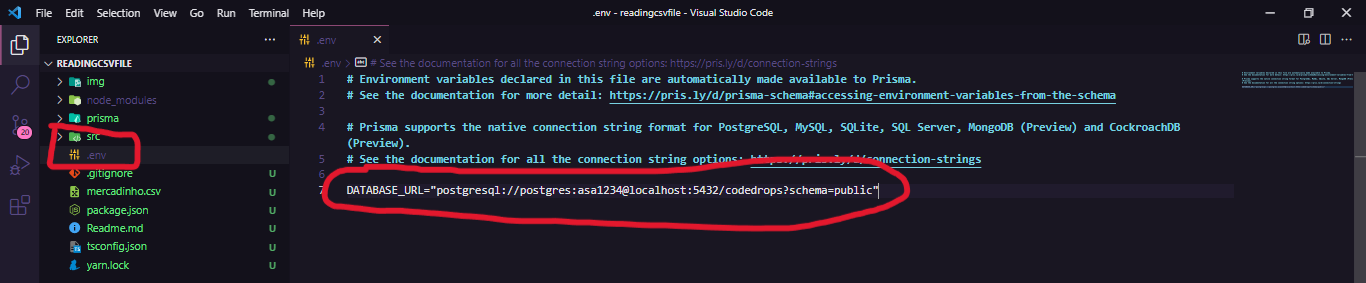 File Edit Selection View Go Run Terminal Help
.env - readingcsvfile - Visual Studio Code
EXPLORER
READINGCSVFILE
img
node_modules
prisma
src
.env
.gitignore
mercadinho.csv U
package.json U
Readme.md U
tsconfig.json U
yarn.lock U
20
.env
.env > # See the documentation for all the connection string options: https://pris.ly/d/connection-strings
1 # Environment variables declared in this file are automatically made available to Prisma.
2 # See the documentation for more detail: https://pris.ly/d/prisma-schema#accessing-environment-variables-from-the-schema
3
4 # Prisma supports the native connection string format for PostgreSQL, MySQL, SQLite, SQL Server, MongoDB (Preview) and CockroachDB
(Preview).
5 # See the documentation for all the connection string options: https://pris.ly/d/connection-strings
6
7 DATABASE_URL="postgresql://postgres:asa1234@localhost:5432/codedrops?schema=public"